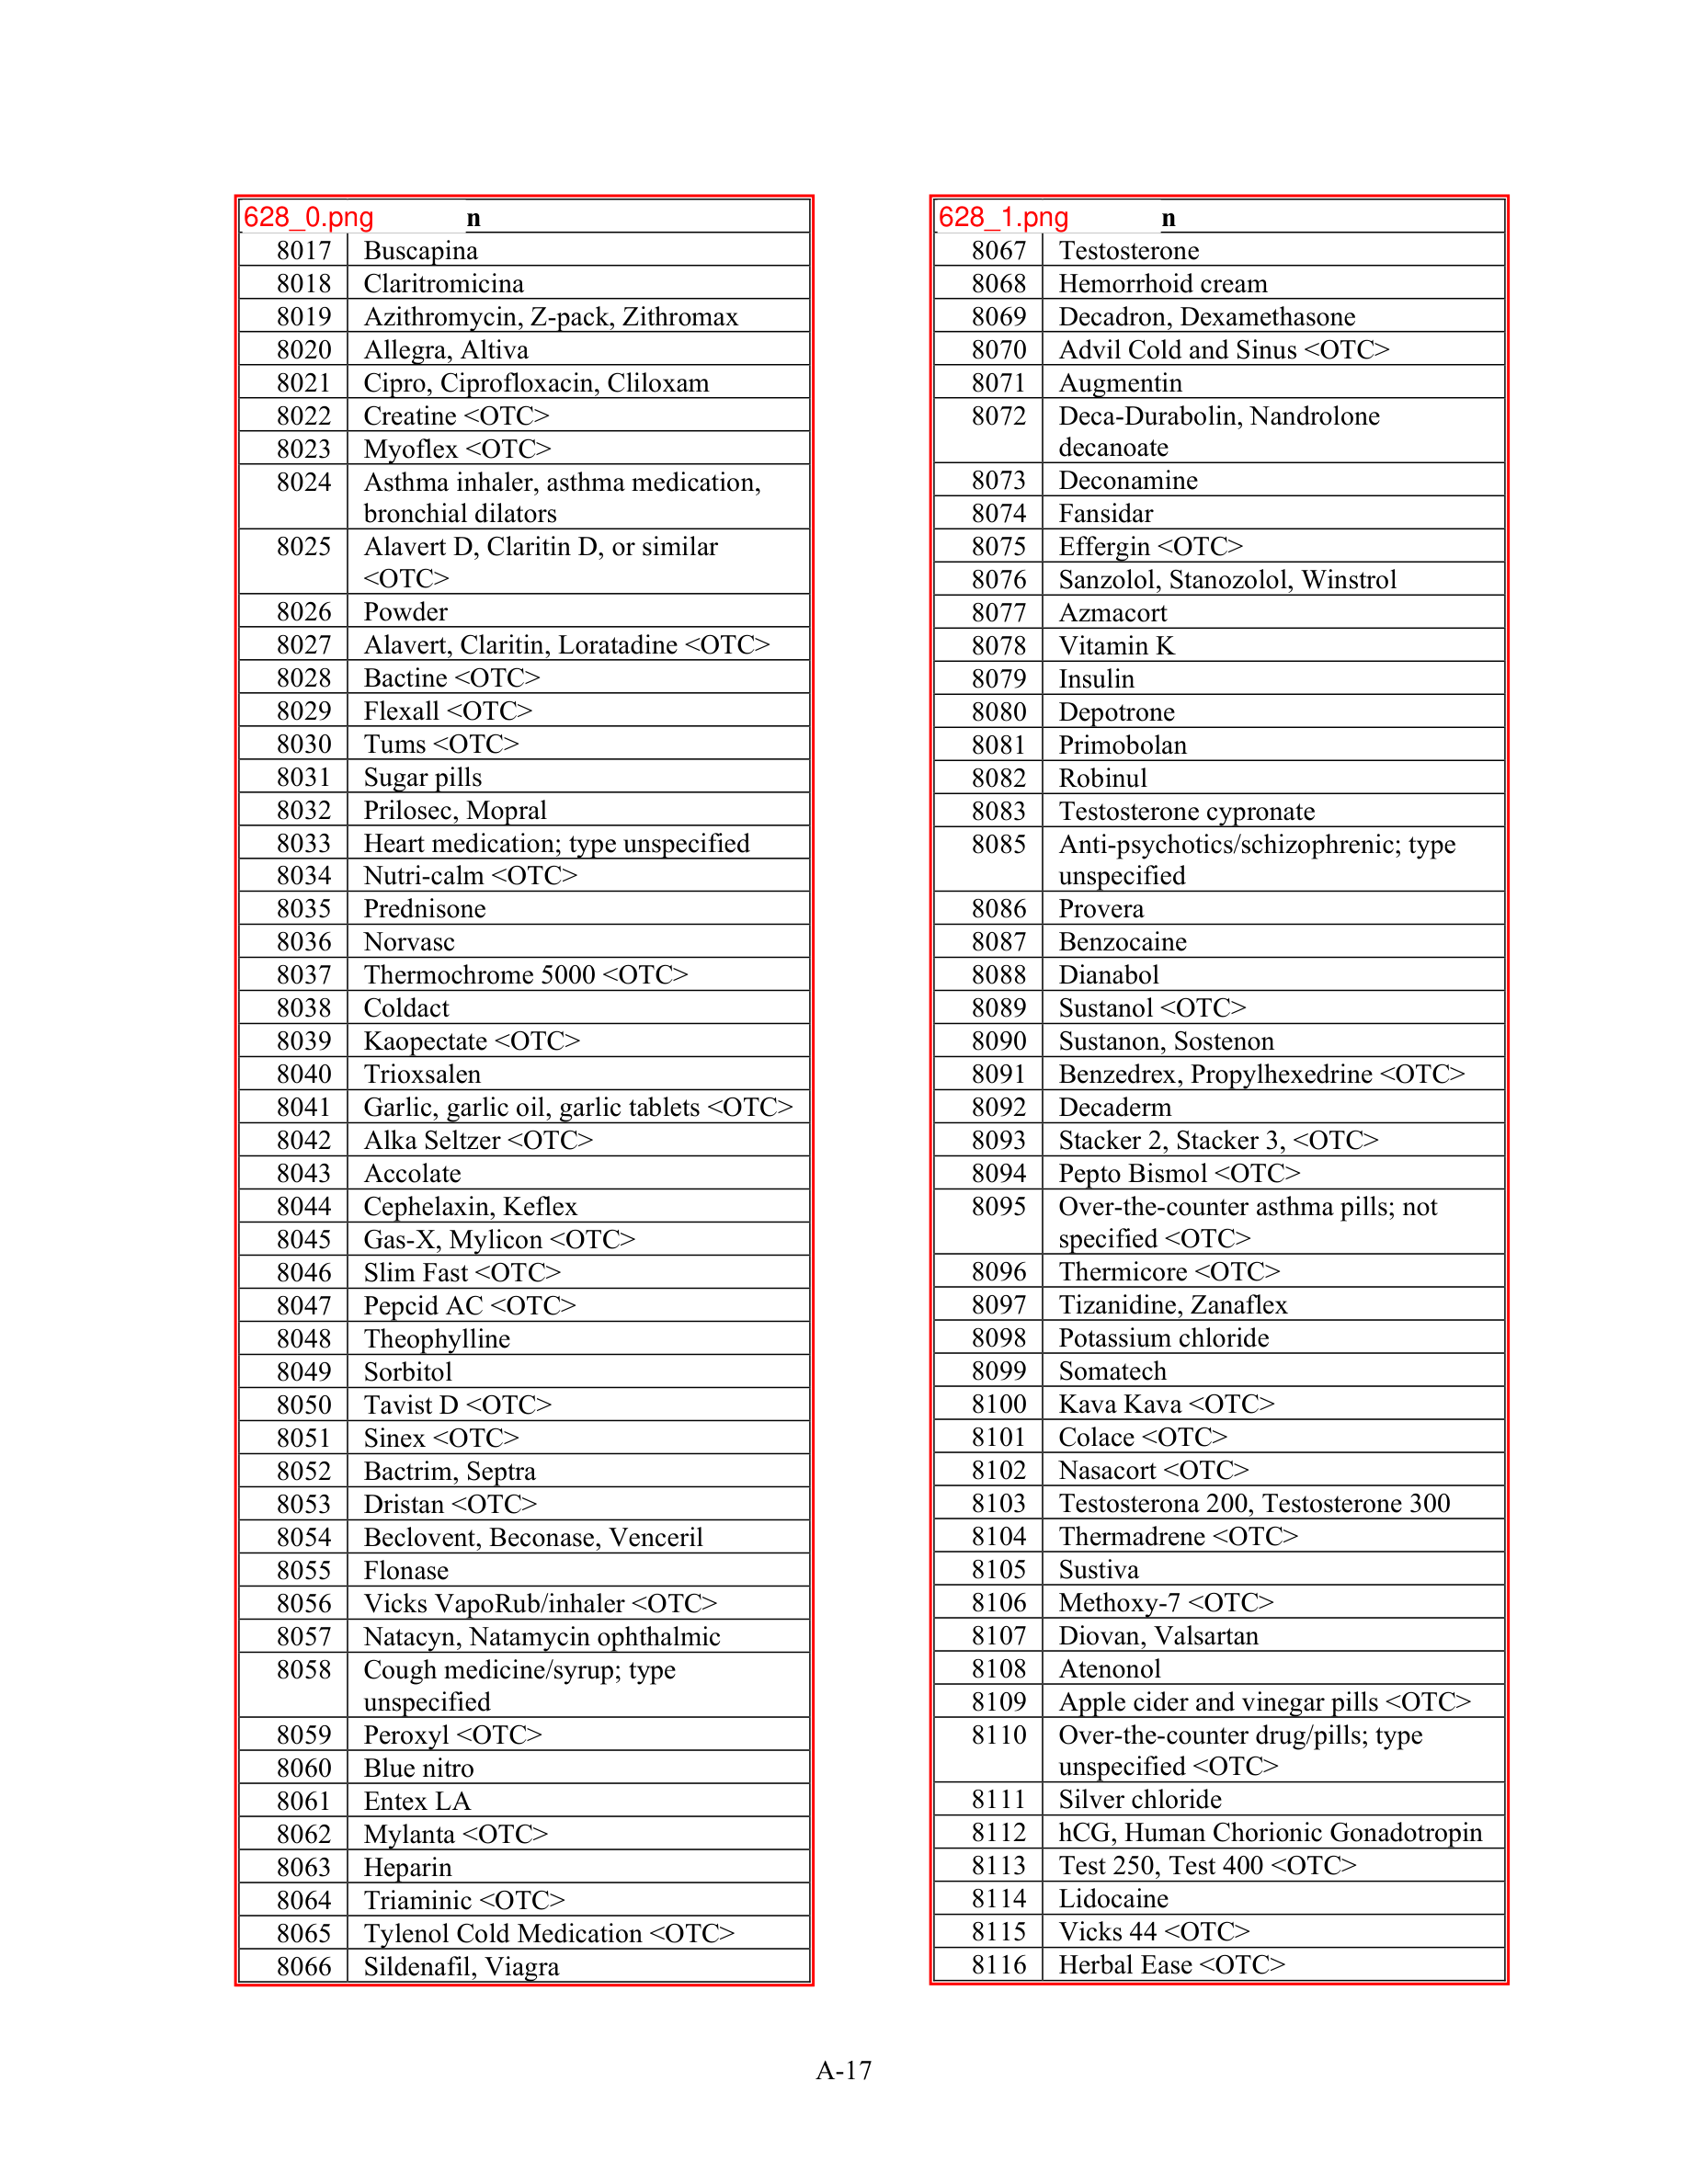 628_0.png n
8017 Buscapina
8018 Claritromicina
8019 Azithromycin, Z-pack, Zithromax
8020 Allegra, Altiva
8021 Cipro, Ciprofloxacin, Cliloxam
8022 Creatine <OTC>
8023 Myoflex <OTC>
8024 Asthma inhaler, asthma medication,
bronchial dilators
8025 Alavert D, Claritin D, or similar
<OTC>
8026 Powder
8027 Alavert, Claritin, Loratadine <OTC>
8028 Bactine <OTC>
8029 Flexall <OTC>
8030 Tums <OTC>
8031 Sugar pills
8032 Prilosec, Mopral
8033 Heart medication; type unspecified
8034 Nutri-calm <OTC>
8035 Prednisone
8036 Norvasc
8037 Thermochrome 5000 <OTC>
8038 Coldact
8039 Kaopectate <OTC>
8040 Trioxsalen
8041 Garlic, garlic oil, garlic tablets <OTC>
8042 Alka Seltzer <OTC>
8043 Accolate
8044 Cephelaxin, Keflex
8045 Gas-X, Mylicon <OTC>
8046 Slim Fast <OTC>
8047 Pepcid AC <OTC>
8048 Theophylline
8049 Sorbitol
8050 Tavist D <OTC>
8051 Sinex <OTC>
8052 Bactrim, Septra
8053 Dristan <OTC>
8054 Beclovent, Beconase, Venceril
8055 Flonase
8056 Vicks VapoRub/inhaler <OTC>
8057 Natacyn, Natamycin ophthalmic
8058 Cough medicine/syrup; type
unspecified
8059 Peroxyl <OTC>
8060 Blue nitro
8061 Entex LA
8062 Mylanta <OTC>
8063 Heparin
8064 Triaminic <OTC>
8065 Tylenol Cold Medication <OTC>
8066 Sildenafil, Viagra
628_1.png n
8067 Testosterone
8068 Hemorrhoid cream
8069 Decadron, Dexamethasone
8070 Advil Cold and Sinus <OTC>
8071 Augmentin
8072 Deca-Durabolin, Nandrolone
decanoate
8073 Deconamine
8074 Fansidar
8075 Effergin <OTC>
8076 Sanzolol, Stanozolol, Winstrol
8077 Azmacort
8078 Vitamin K
8079 Insulin
8080 Depotrone
8081 Primobolan
8082 Robinul
8083 Testosterone cypronate
8085 Anti-psychotics/schizophrenic; type
unspecified
8086 Provera
8087 Benzocaine
8088 Dianabol
8089 Sustanol <OTC>
8090 Sustanon, Sostenon
8091 Benzedrex, Propylhexedrine <OTC>
8092 Decaderm
8093 Stacker 2, Stacker 3, <OTC>
8094 Pepto Bismol <OTC>
8095 Over-the-counter asthma pills; not
specified <OTC>
8096 Thermicore <OTC>
8097 Tizanidine, Zanaflex
8098 Potassium chloride
8099 Somatech
8100 Kava Kava <OTC>
8101 Colace <OTC>
8102 Nasacort <OTC>
8103 Testosterona 200, Testosterone 300
8104 Thermadrene <OTC>
8105 Sustiva
8106 Methoxy-7 <OTC>
8107 Diovan, Valsartan
8108 Atenonol
8109 Apple cider and vinegar pills <OTC>
8110 Over-the-counter drug/pills; type
unspecified <OTC>
8111 Silver chloride
8112 hCG, Human Chorionic Gonadotropin
8113 Test 250, Test 400 <OTC>
8114 Lidocaine
8115 Vicks 44 <OTC>
8116 Herbal Ease <OTC>
A-17